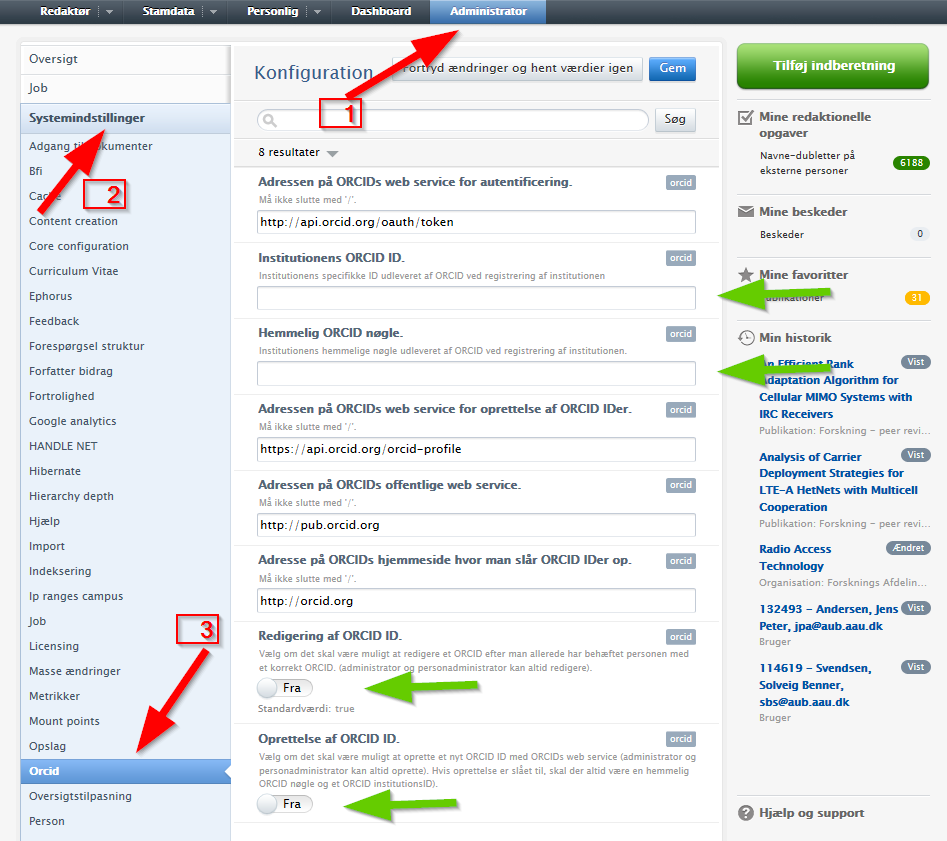 Redaktør
Stamdata
Personlig
Dashboard
Administrator
Oversigt
Job
Systemindstillinger
Adgang til dokumenter
Bfi
Cache
Content creation
Core configuration
Curriculum Vitae
Ephorus
Feedback
Forespørgsel struktur
Forfatter bidrag
Fortrolighed
Google analytics
HANDLE NET
Hibernate
Hierarchy depth
Hjælp
Import
Indeksering
Ip ranges campus
Job
Licensing
Masse ændringer
Metrikker
Mount points
Opslag
Orcid
Oversigtstilpasning
Person
1
2
3
Konfiguration
Fortryd ændringer og hent værdier igen
Gem
Søg
8 resultater
Adressen på ORCIDs web service for autentificering.
orcid
Må ikke slutte med '/'.
http://api.orcid.org/oauth/token
Institutionens ORCID ID.
orcid
Institutionens specifikke ID udleveret af ORCID ved registrering af institutionen
Hemmelig ORCID nøgle.
orcid
Institutionens hemmelige nøgle udleveret af ORCID ved registrering af institutionen.
Adressen på ORCIDs web service for oprettelse af ORCID IDer.
orcid
Må ikke slutte med '/'.
https://api.orcid.org/orcid-profile
Adressen på ORCIDs offentlige web service.
orcid
Må ikke slutte med '/'.
http://pub.orcid.org
Adresse på ORCIDs hjemmeside hvor man slår ORCID IDer op.
orcid
Må ikke slutte med '/'.
http://orcid.org
Redigering af ORCID ID.
orcid
Vælg om det skal være muligt at redigere et ORCID efter man allerede har behæftet personen med
et korrekt ORCID. (administrator og personadministrator kan altid redigere).
Fra
Standardværdi: true
Oprettelse af ORCID ID.
orcid
Vælg om det skal være muligt at oprette et nyt ORCID ID med ORCIDs web service (administrator og
personadministrator kan altid oprette). Hvis oprettelse er slået til, skal der altid være en hemmelig
ORCID nøgle og et ORCID institutionsID).
Fra
Tilføj indberetning
Mine redaktionelle
opgaver
Navne-dubletter på
eksterne personer
6188
Mine beskeder
Beskeder
0
Mine favoritter
Publikationer
31
Min historik
An Efficient Rank
Adaptation Algorithm for
Cellular MIMO Systems with
IRC Receivers
Vist
Publikation: Forskning – peer revi...
Analysis of Carrier
Deployment Strategies for
LTE-A HetNets with Multicell
Cooperation
Vist
Publikation: Forskning – peer revi...
Radio Access
Technology
Ændret
Organisation: Forsknings Afdelin...
132493 – Andersen, Jens
Peter, jpa@aub.aau.dk
Vist
Bruger
114619 – Svendsen,
Solveig Benner,
sbs@aub.aau.dk
Vist
Bruger
Hjælp og support